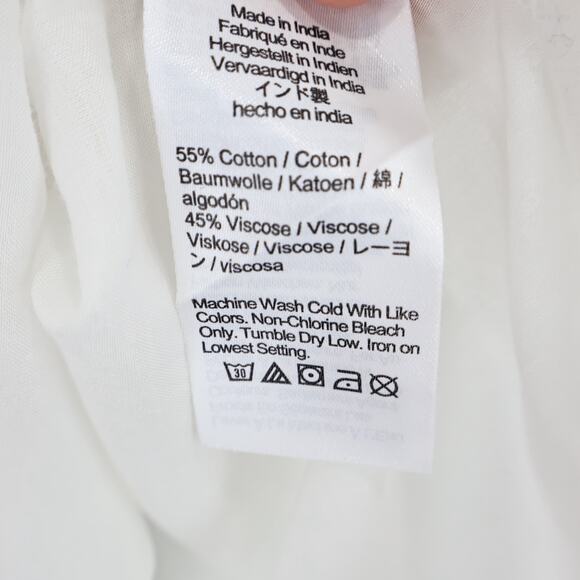 Made in India
Fabriqué en Inde
Hergestellt in Indien
Vervaardigd in India
インド製
hecho en india
55% Cotton / Coton /
Baumwolle / Katoen / 綿 /
algodón
45% Viscose / Viscose /
Viskose / Viscose / レーヨ
ン / viscosa
Machine Wash Cold With Like
Colors. Non-Chlorine Bleach
Only. Tumble Dry Low. Iron on
Lowest Setting.
30